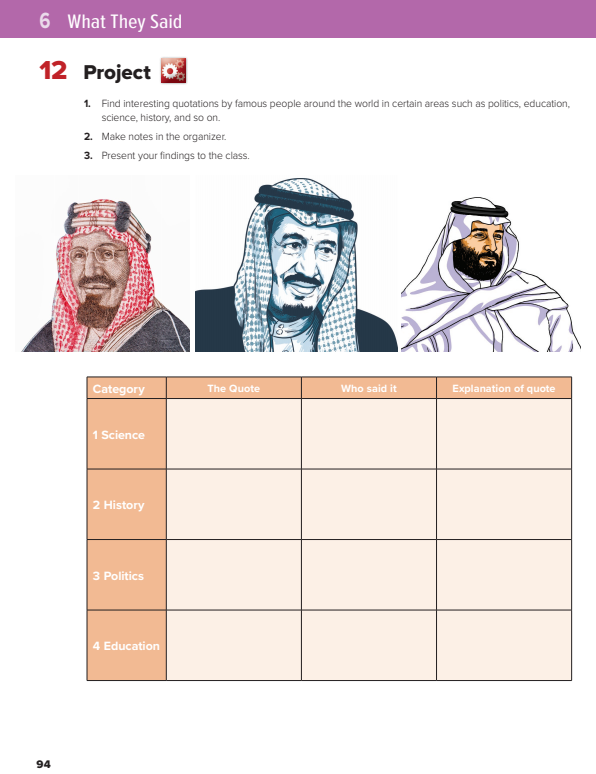 6 What They Said
12 Project
1. Find interesting quotations by famous people around the world in certain areas such as politics, education,
science, history, and so on.
2. Make notes in the organizer.
3. Present your findings to the class.
Category The Quote Who said it Explanation of quote
1 Science
2 History
3 Politics
4 Education
94